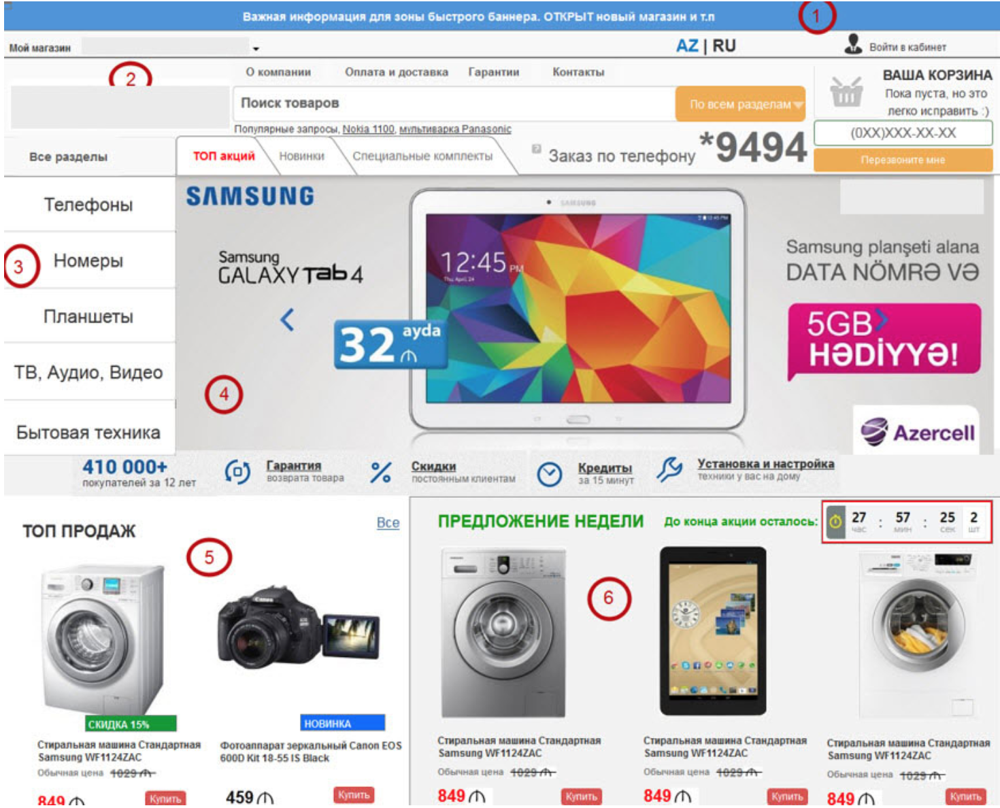 Важная информация для зоны быстрого баннера. ОТКРЫТ новый магазин и т.п
1
Мой магазин
AZ | RU
Войти в кабинет
2
О компании Оплата и доставка Гарантии Контакты
ВАША КОРЗИНА
Пока пуста, но это
легко исправить :)
Поиск товаров
По всем разделам
Популярные запросы, Nokia 1100, мультиварка Panasonic
(0XX)XXX-XX-XX
Перезвоните мне
Все разделы
ТОП акций
Новинки
Специальные комплекты
? Заказ по телефону *9494
Телефоны
Номеры
3
Планшеты
ТВ, Аудио, Видео
Бытовая техника
SAMSUNG
Samsung
GALAXY Tab 4
SAMSUNG
12:45 PM
Thu, April 24
32 ayda
₼
4
Samsung planşeti alana
DATA NÖMRƏ VƏ
5GB
HƏDİYYƏ!
Azercell
410 000+
покупателей за 12 лет
Гарантия
возврата товара
Скидки
постоянным клиентам
Кредиты
за 15 минут
Установка и настройка
техники у вас на дому
ТОП ПРОДАЖ
Все
5
СКИДКА 15%
Стиральная машина Стандартная
Samsung WF1124ZAC
Обычная цена 1029 ₼
849 ₼
Купить
Canon
НОВИНКА
Фотоаппарат зеркальный Canon EOS
600D Kit 18-55 IS Black
459 ₼
Купить
ПРЕДЛОЖЕНИЕ НЕДЕЛИ
До конца акции осталось:
27 : 57 : 25 2
час мин сек шт
6
Стиральная машина Стандартная
Samsung WF1124ZAC
Обычная цена 1029 ₼
849 ₼
Купить
Стиральная машина Стандартная
Samsung WF1124ZAC
Обычная цена 1029 ₼
849 ₼
Купить
Стиральная машина Стандартная
Samsung WF1124ZAC
Обычная цена 1029 ₼
849 ₼
Купить